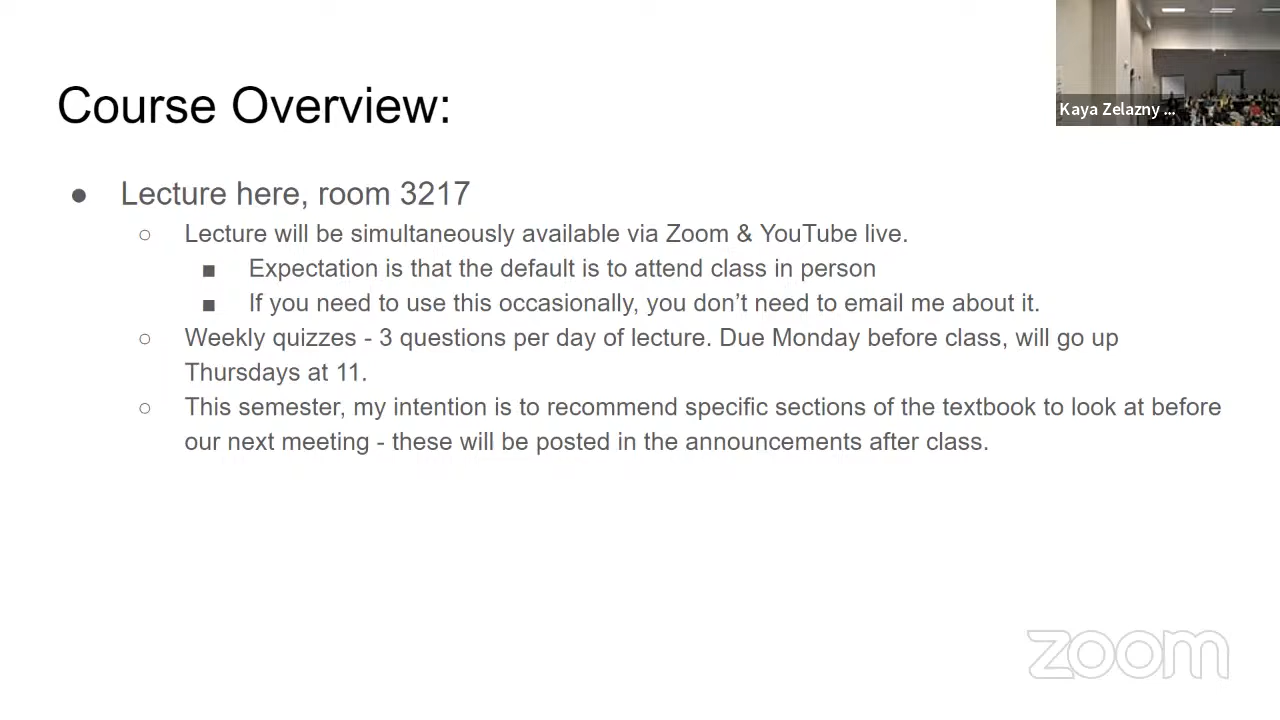 Course Overview:
Kaya Zelazny ...
● Lecture here, room 3217
○ Lecture will be simultaneously available via Zoom & YouTube live.
■ Expectation is that the default is to attend class in person
■ If you need to use this occasionally, you don’t need to email me about it.
○ Weekly quizzes - 3 questions per day of lecture. Due Monday before class, will go up
Thursdays at 11.
○ This semester, my intention is to recommend specific sections of the textbook to look at before
our next meeting - these will be posted in the announcements after class.
zoom